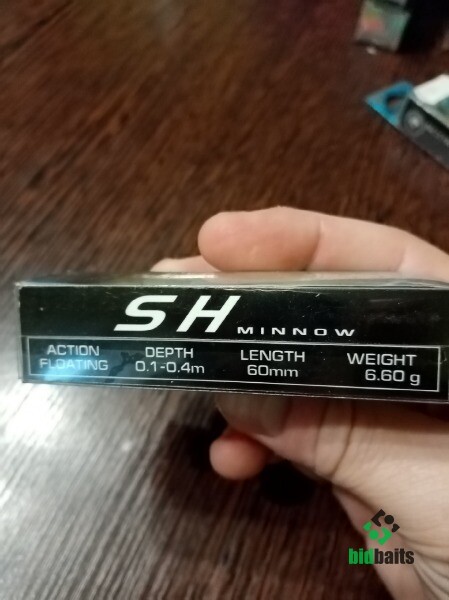 SH MINNOW
ACTION DEPTH LENGTH WEIGHT
FLOATING 0.1-0.4m 60mm 6.60 g
bidbaits